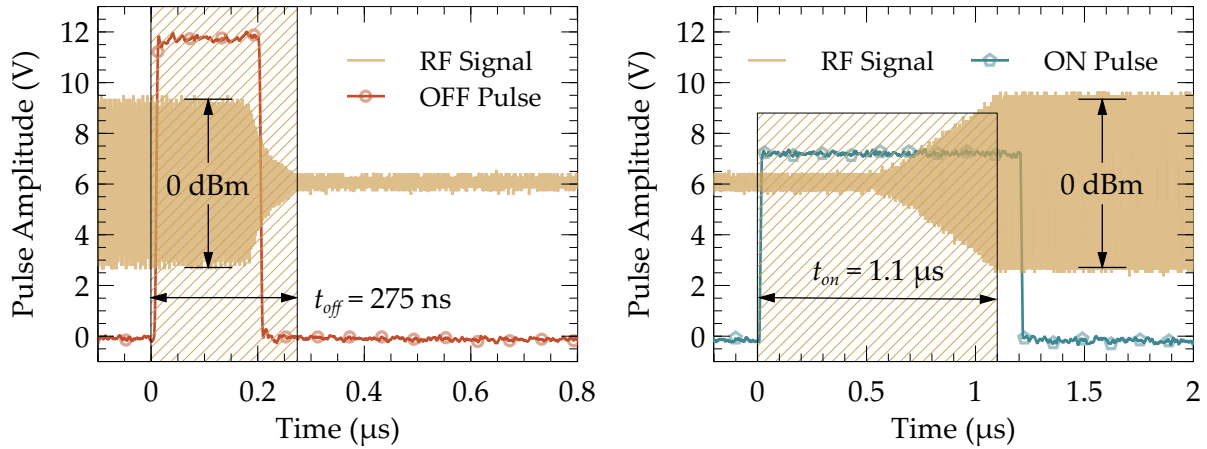 12
10
8
6
4
2
0
Pulse Amplitude (V)
RF Signal
OFF Pulse
0 dBm
t_off = 275 ns
0
0.2
0.4
0.6
0.8
Time (μs)
12
10
8
6
4
2
0
Pulse Amplitude (V)
RF Signal
ON Pulse
0 dBm
t_on = 1.1 μs
0
0.5
1
1.5
2
Time (μs)